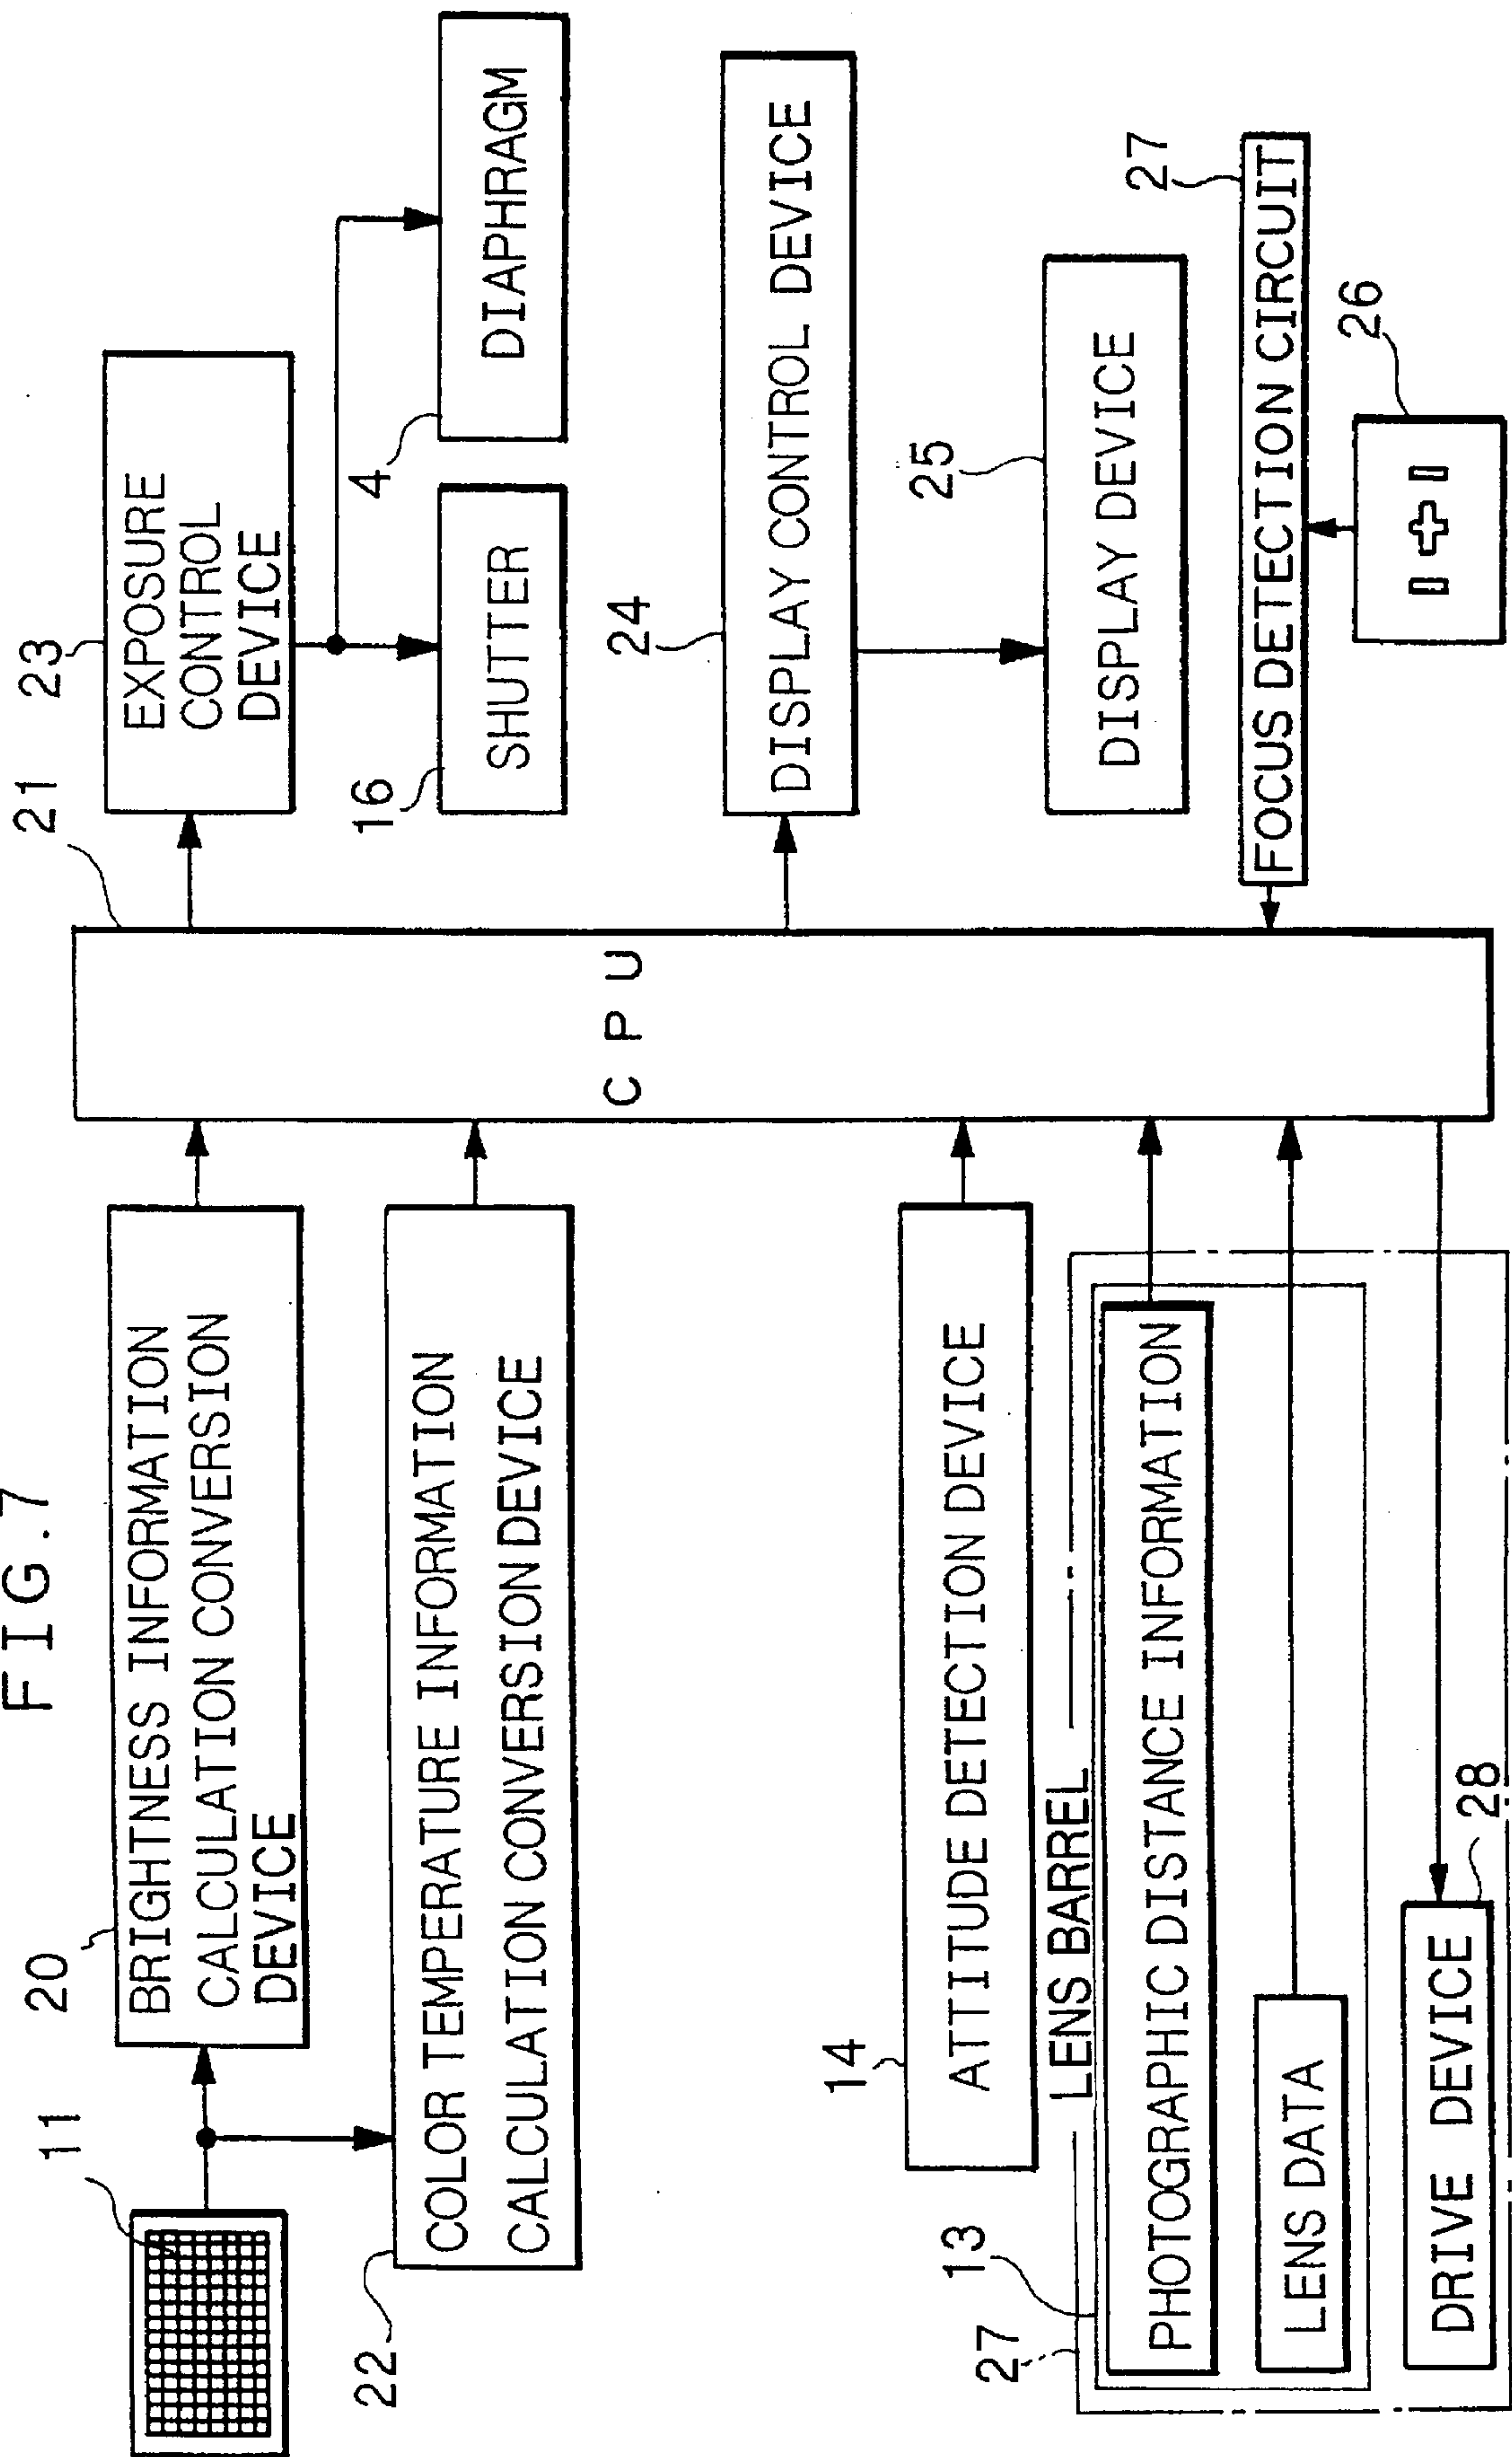 FIG.7
11
20
BRIGHTNESS INFORMATION
CALCULATION CONVERSION
DEVICE
22
COLOR TEMPERATURE INFORMATION
CALCULATION CONVERSION DEVICE
14
ATTITUDE DETECTION DEVICE
LENS BARREL
27
13
PHOTOGRAPHIC DISTANCE INFORMATION
LENS DATA
DRIVE DEVICE
28
21
CPU
23
EXPOSURE
CONTROL
DEVICE
16
SHUTTER
4
DIAPHRAGM
24
DISPLAY CONTROL DEVICE
25
DISPLAY DEVICE
27
FOCUS DETECTION CIRCUIT
26